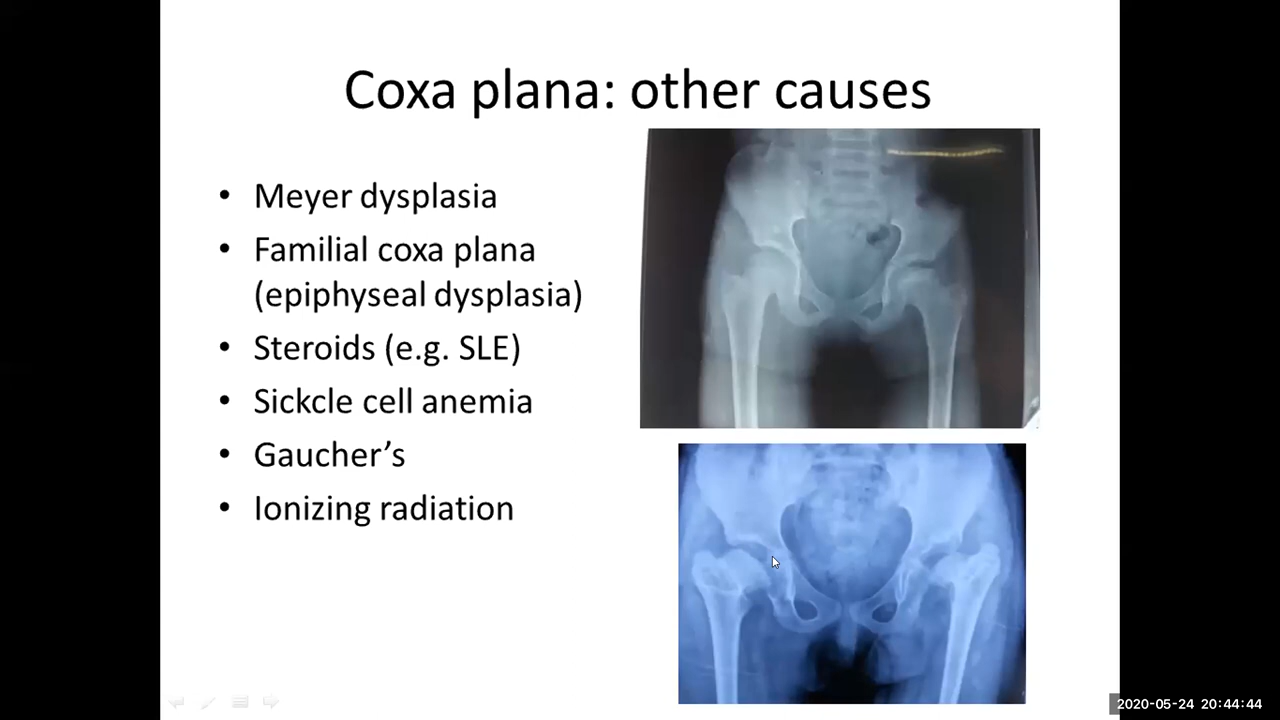 Coxa plana: other causes
• Meyer dysplasia
• Familial coxa plana
(epiphyseal dysplasia)
• Steroids (e.g. SLE)
• Sickcle cell anemia
• Gaucher’s
• Ionizing radiation
2020-05-24 20:44:44